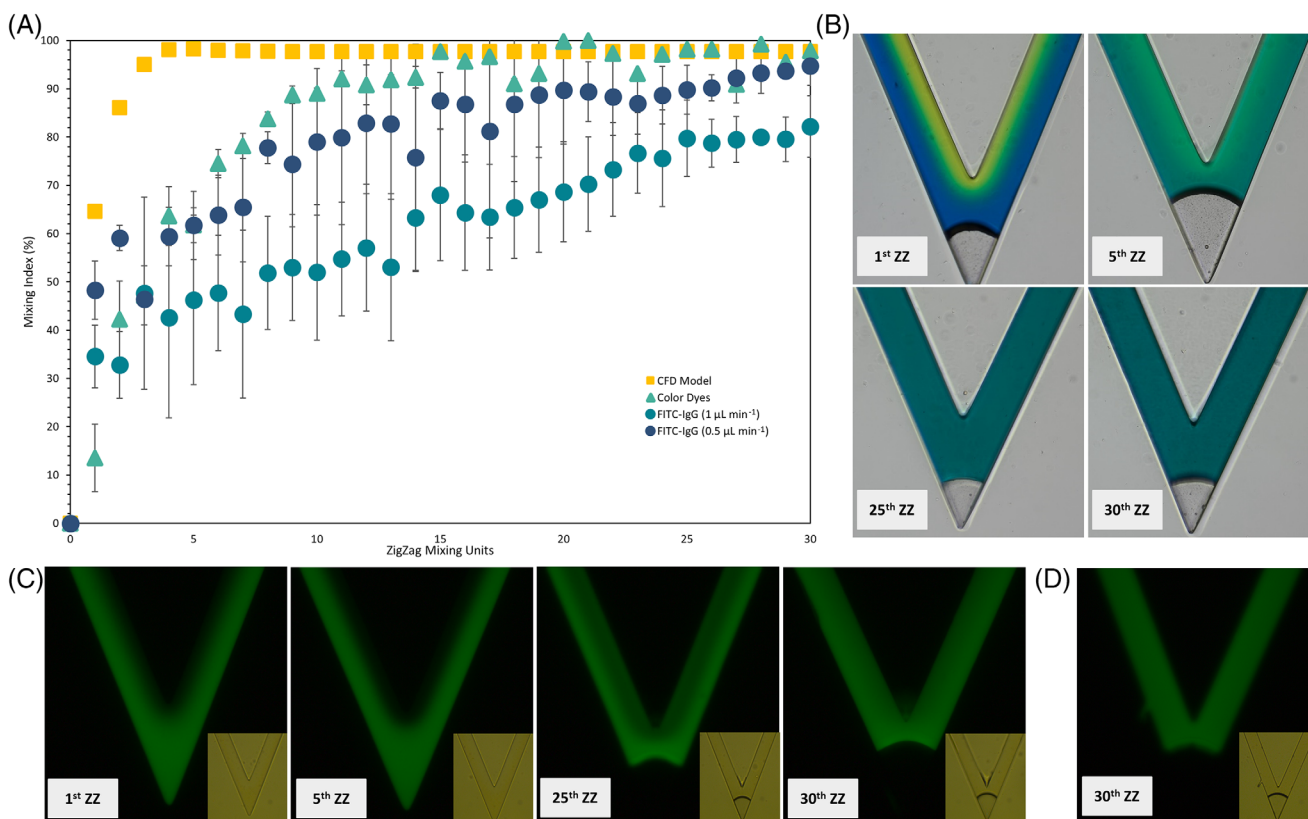 (A)
(B)
100
90
80
70
60
50
40
30
20
10
0
Mixing Index (%)
CFD Model
Color Dyes
FITC-IgG (1 µL min⁻¹)
FITC-IgG (0.5 µL min⁻¹)
0 5 10 15 20 25 30
ZigZag Mixing Units
1st ZZ
5th ZZ
25th ZZ
30th ZZ
(C)
(D)
1st ZZ
5th ZZ
25th ZZ
30th ZZ
30th ZZ